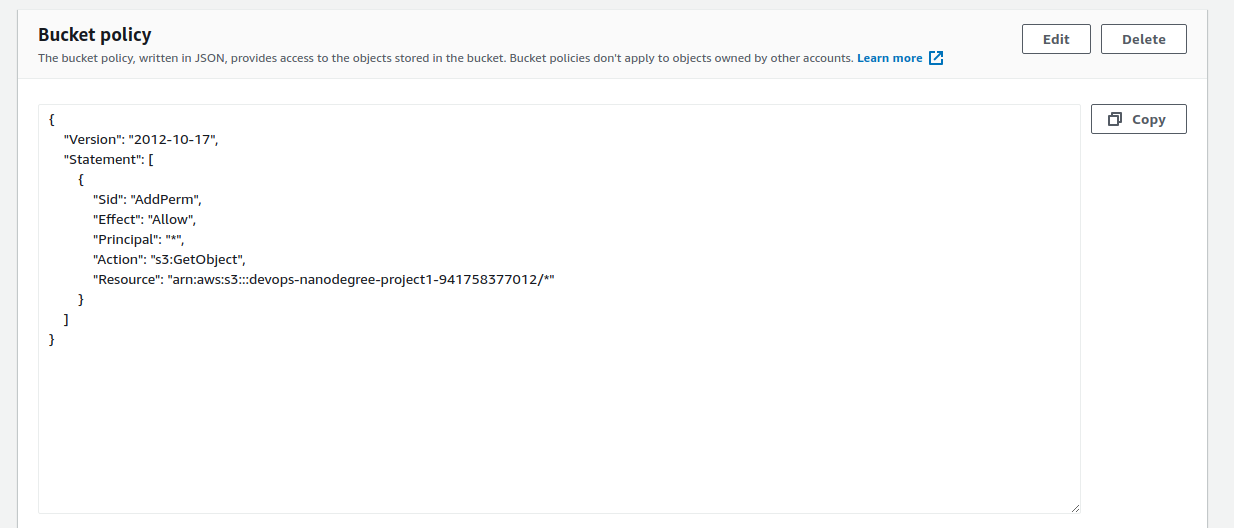 Bucket policy
Edit
Delete
The bucket policy, written in JSON, provides access to the objects stored in the bucket. Bucket policies don't apply to objects owned by other accounts. Learn more
Copy
{
    "Version": "2012-10-17",
    "Statement": [
        {
            "Sid": "AddPerm",
            "Effect": "Allow",
            "Principal": "*",
            "Action": "s3:GetObject",
            "Resource": "arn:aws:s3:::devops-nanodegree-project1-941758377012/*"
        }
    ]
}